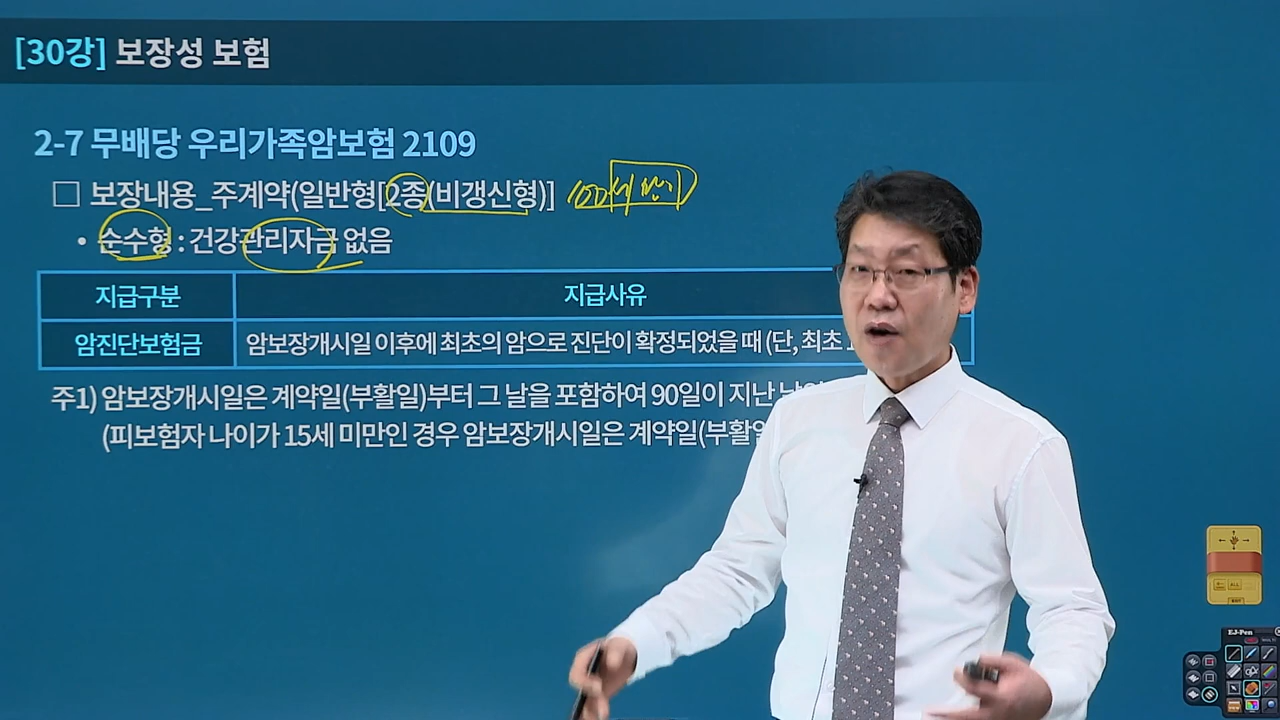 [30강] 보장성 보험
2-7 무배당 우리가족암보험 2109
□ 보장내용_주계약(일반형[2종(비갱신형)] 100세 만기
• 순수형 : 건강관리자금 없음
지급구분 지급사유
암진단보험금 암보장개시일 이후에 최초의 암으로 진단이 확정되었을 때 (단, 최초
주1) 암보장개시일은 계약일(부활일)부터 그 날을 포함하여 90일이 지난
(피보험자 나이가 15세 미만인 경우 암보장개시일은 계약일(부활일
EJ-Pen